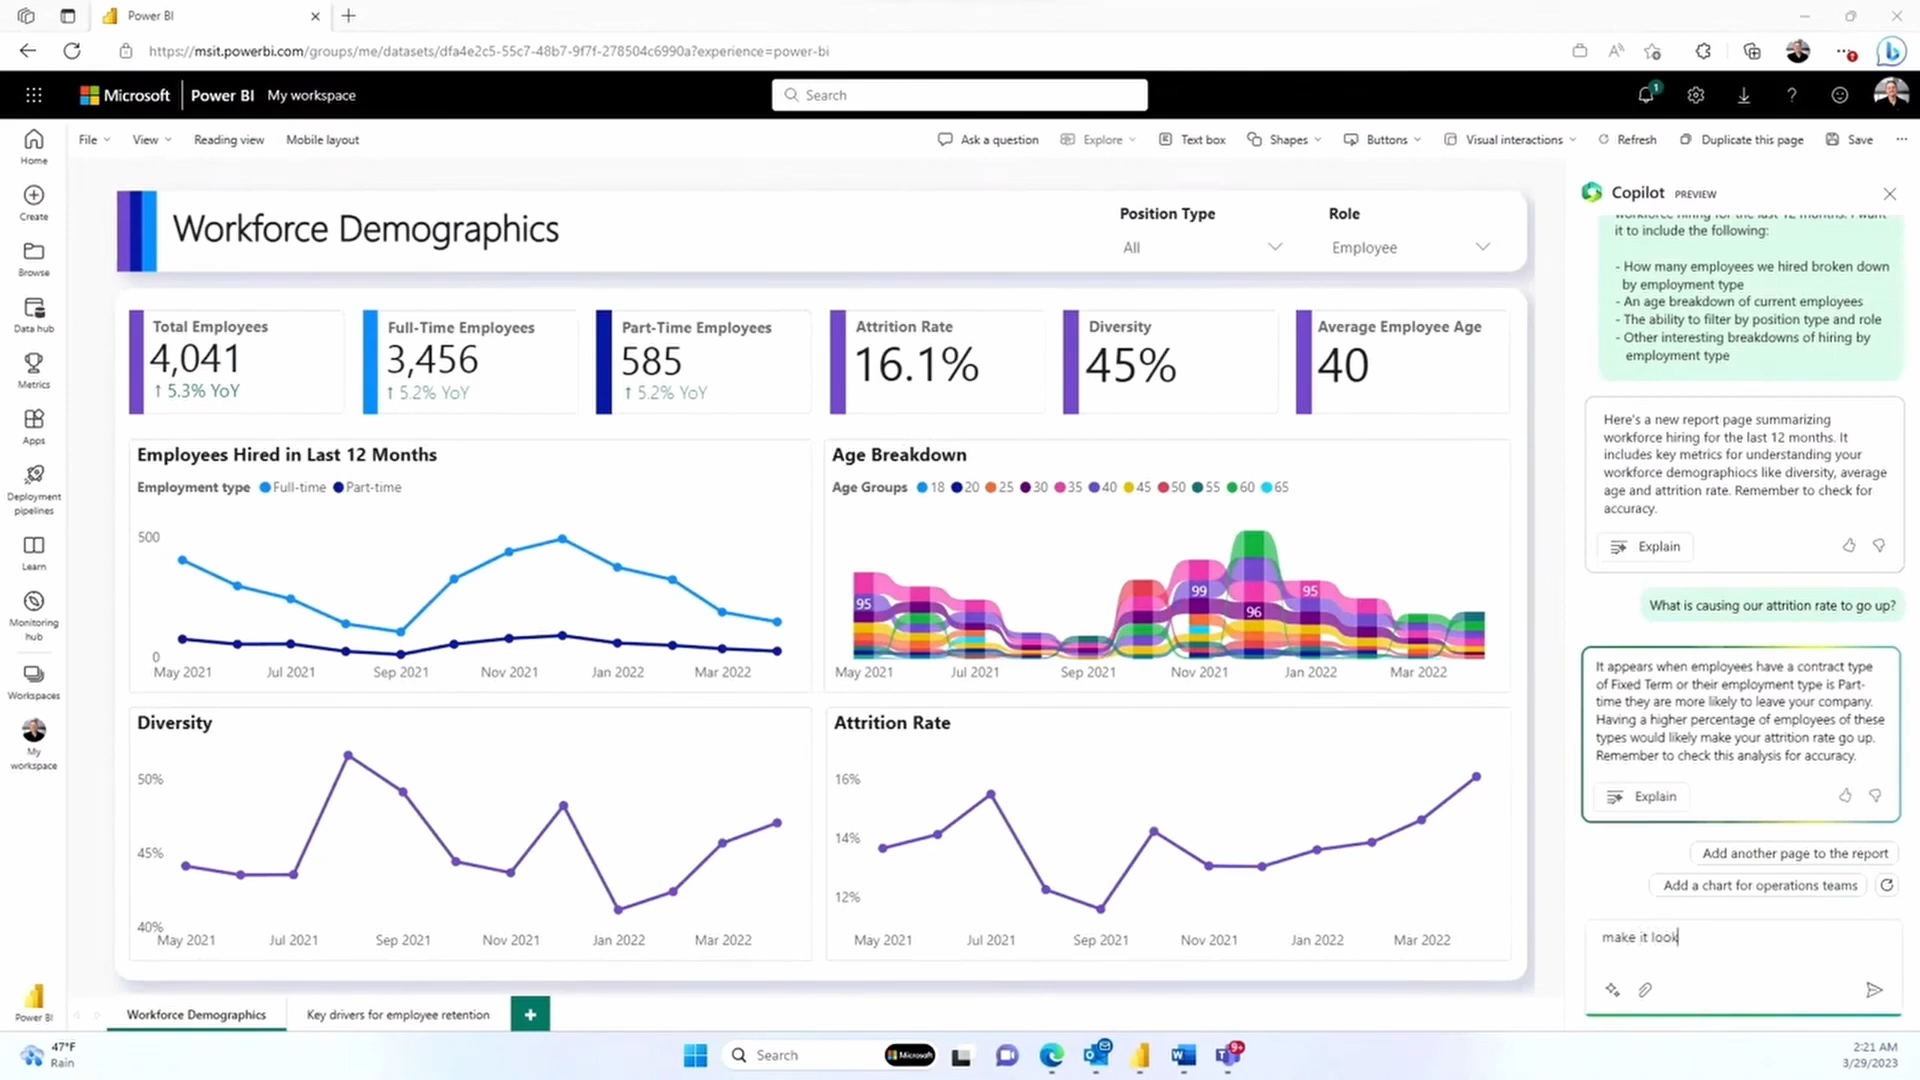 Power BI
https://msit.powerbi.com/groups/me/datasets/dfa4e2c5-55c7-48b7-9f7f-278504c6990a?experience=power-bi
Microsoft Power BI My workspace
Search
1
File View Reading view Mobile layout
Ask a question Explore Text box Shapes Buttons Visual interactions Refresh Duplicate this page Save
Home
Create
Browse
Data hub
Metrics
Apps
Deployment
pipelines
Learn
Monitoring
hub
Workspaces
My
workspace
Power BI
Workforce Demographics
Position Type
All
Role
Employee
Total Employees
4,041
↑ 5.3% YoY
Full-Time Employees
3,456
↑ 5.2% YoY
Part-Time Employees
585
↑ 5.2% YoY
Attrition Rate
16.1%
Diversity
45%
Average Employee Age
40
Employees Hired in Last 12 Months
Employment type Full-time Part-time
500
0
May 2021 Jul 2021 Sep 2021 Nov 2021 Jan 2022 Mar 2022
Age Breakdown
Age Groups 18 20 25 30 35 40 45 50 55 60 65
95 99 96 95
May 2021 Jul 2021 Sep 2021 Nov 2021 Jan 2022 Mar 2022
Diversity
50%
45%
40%
May 2021 Jul 2021 Sep 2021 Nov 2021 Jan 2022 Mar 2022
Attrition Rate
16%
14%
12%
May 2021 Jul 2021 Sep 2021 Nov 2021 Jan 2022 Mar 2022
Workforce Demographics Key drivers for employee retention +
Copilot PREVIEW
workforce hiring for the last 12 months. I want
it to include the following:
- How many employees we hired broken down
by employment type
- An age breakdown of current employees
- The ability to filter by position type and role
- Other interesting breakdowns of hiring by
employment type
Here's a new report page summarizing
workforce hiring for the last 12 months. It
includes key metrics for understanding your
workforce demographiocs like diversity, average
age and attrition rate. Remember to check for
accuracy.
Explain
What is causing our attrition rate to go up?
It appears when employees have a contract type
of Fixed Term or their employment type is Part-
time they are more likely to leave your company.
Having a higher percentage of employees of these
types would likely make your attrition rate go up.
Remember to check this analysis for accuracy.
Explain
Add another page to the report
Add a chart for operations teams
make it look
47°F
Rain
Search
Microsoft
9+
2:21 AM
3/29/2023